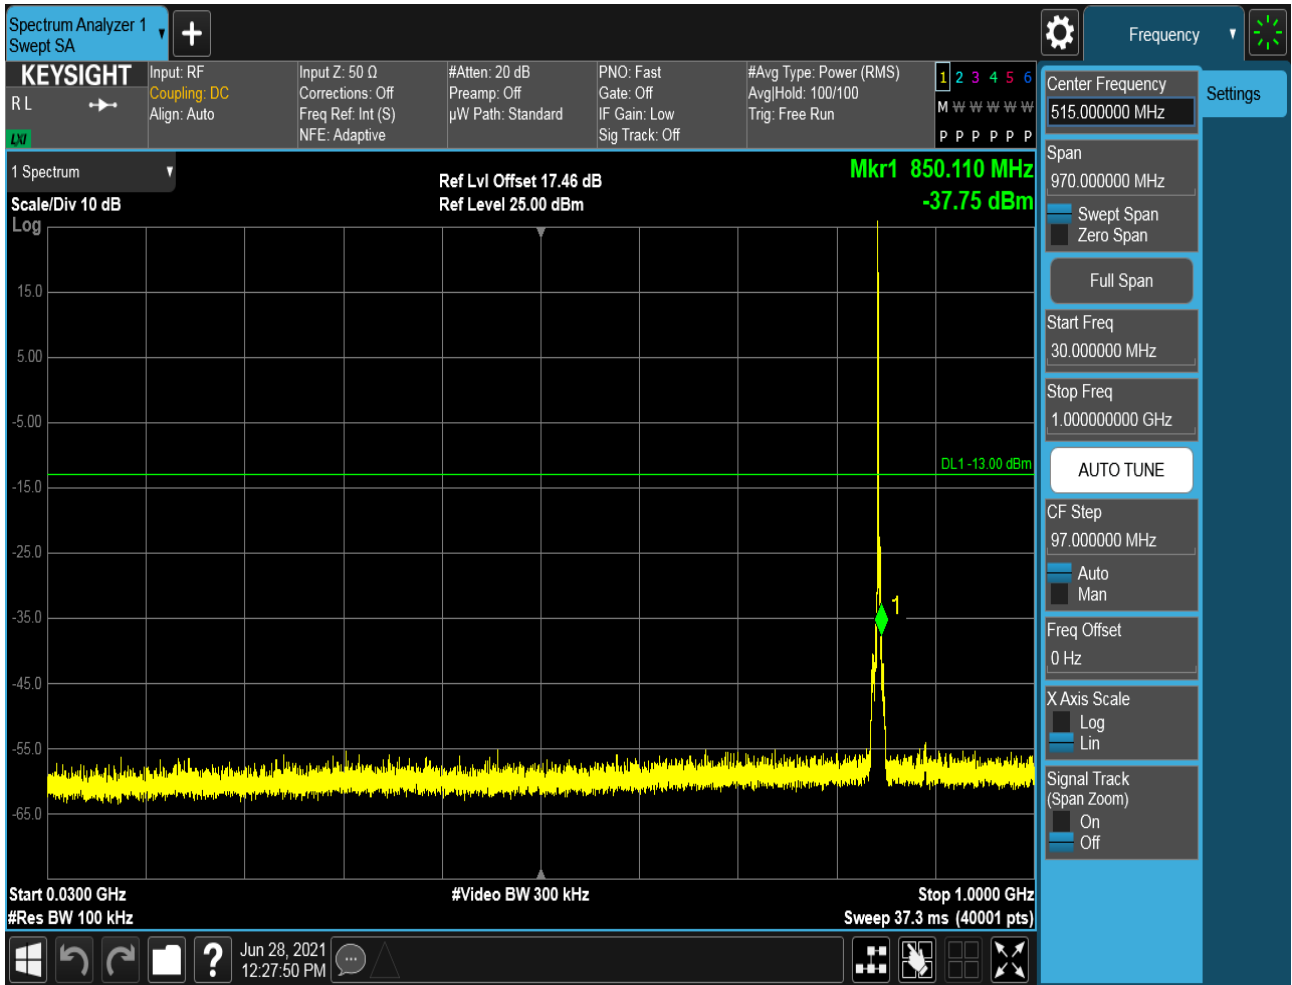 Spectrum Analyzer 1
Swept SA
Frequency
KEYSIGHT
R L
LXI
Input: RF
Coupling: DC
Align: Auto
Input Z: 50 Ω
Corrections: Off
Freq Ref: Int (S)
NFE: Adaptive
#Atten: 20 dB
Preamp: Off
µW Path: Standard
PNO: Fast
Gate: Off
IF Gain: Low
Sig Track: Off
#Avg Type: Power (RMS)
Avg|Hold: 100/100
Trig: Free Run
1 2 3 4 5 6
M W W W W W
P P P P P P
1 Spectrum
Scale/Div 10 dB
Log
Ref Lvl Offset 17.46 dB
Ref Level 25.00 dBm
Mkr1 850.110 MHz
-37.75 dBm
15.0
5.00
-5.00
DL1 -13.00 dBm
-15.0
-25.0
-35.0
1
-45.0
-55.0
-65.0
Start 0.0300 GHz
#Res BW 100 kHz
#Video BW 300 kHz
Stop 1.0000 GHz
Sweep 37.3 ms (40001 pts)
Jun 28, 2021
12:27:50 PM
Center Frequency
515.000000 MHz
Settings
Span
970.000000 MHz
Swept Span
Zero Span
Full Span
Start Freq
30.000000 MHz
Stop Freq
1.000000000 GHz
AUTO TUNE
CF Step
97.000000 MHz
Auto
Man
Freq Offset
0 Hz
X Axis Scale
Log
Lin
Signal Track
(Span Zoom)
On
Off